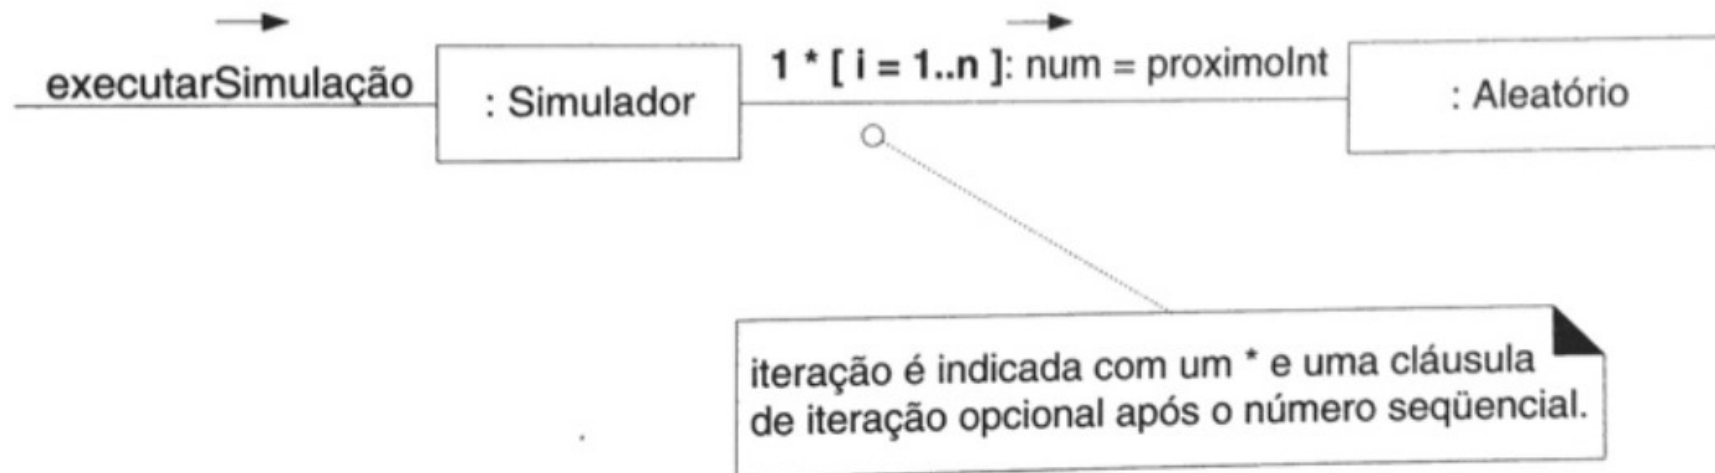 executarSimulação
: Simulador
1 * [ i = 1..n ]: num = proximoInt
: Aleatório
iteração é indicada com um * e uma cláusula
de iteração opcional após o número seqüencial.